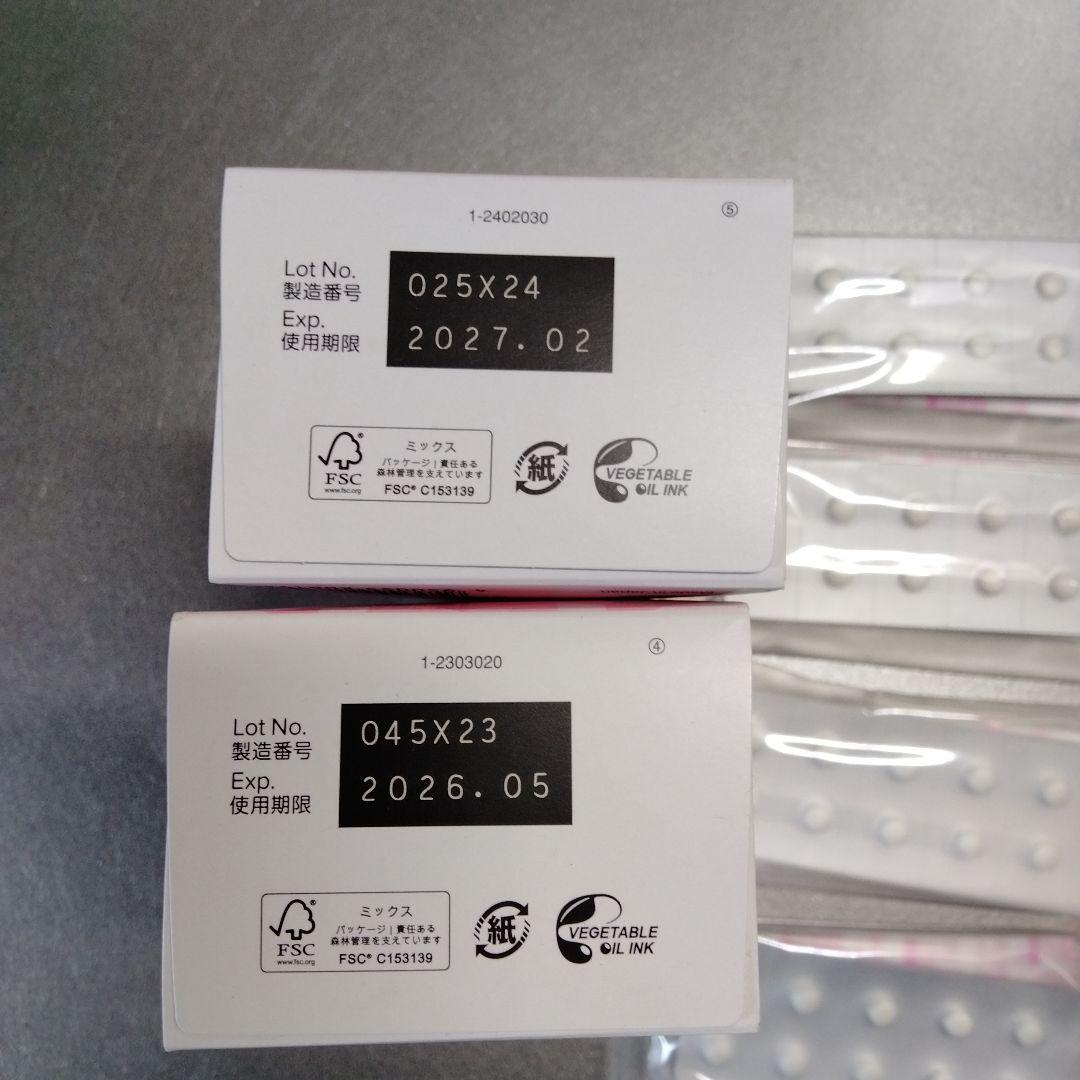 1-2402030
⑤
Lot No.
製造番号
025X24
Exp.
使用期限
2027.02
FSC®
www.fsc.org
ミックス
パッケージ | 責任ある
森林管理を支えています
FSC® C153139
紙
VEGETABLE
OIL INK
1-2303020
④
Lot No.
製造番号
045X23
Exp.
使用期限
2026.05
FSC®
www.fsc.org
ミックス
パッケージ | 責任ある
森林管理を支えています
FSC® C153139
紙
VEGETABLE
OIL INK